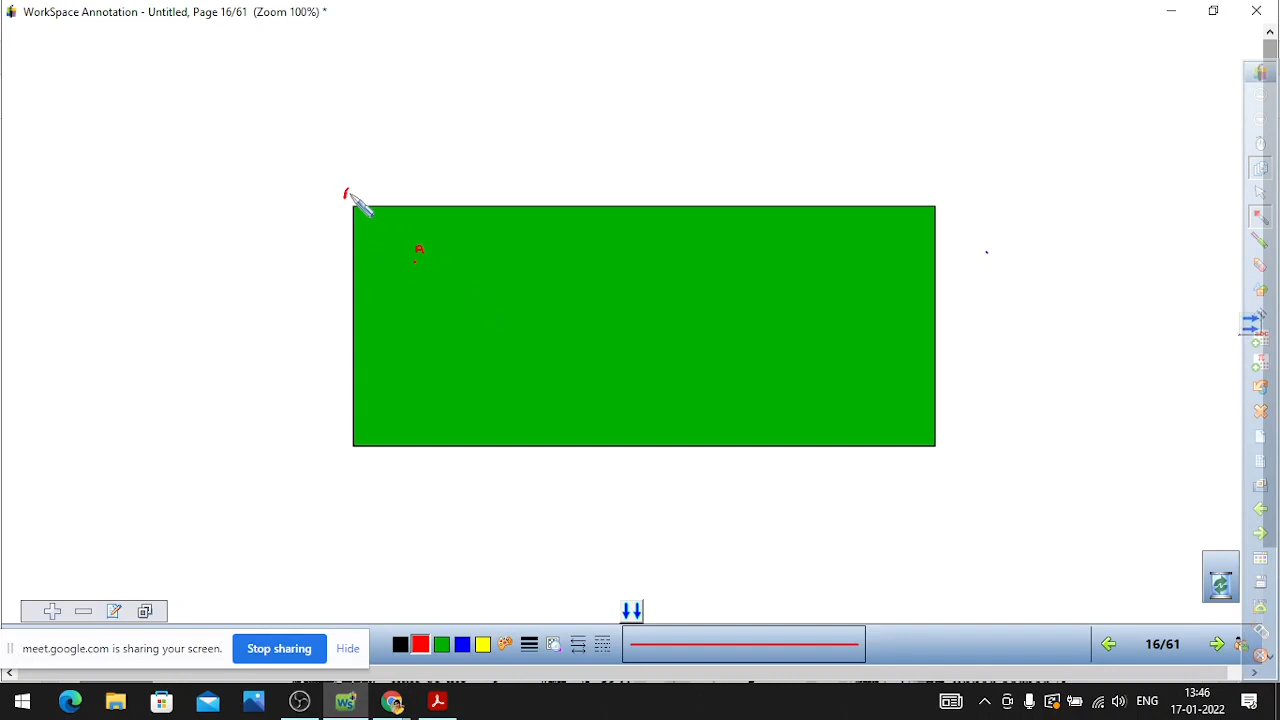 WorkSpace Annotation - Untitled, Page 16/61 (Zoom 100%) *
A
meet.google.com is sharing your screen.
Stop sharing
Hide
16/61
ENG
13:46
17-01-2022